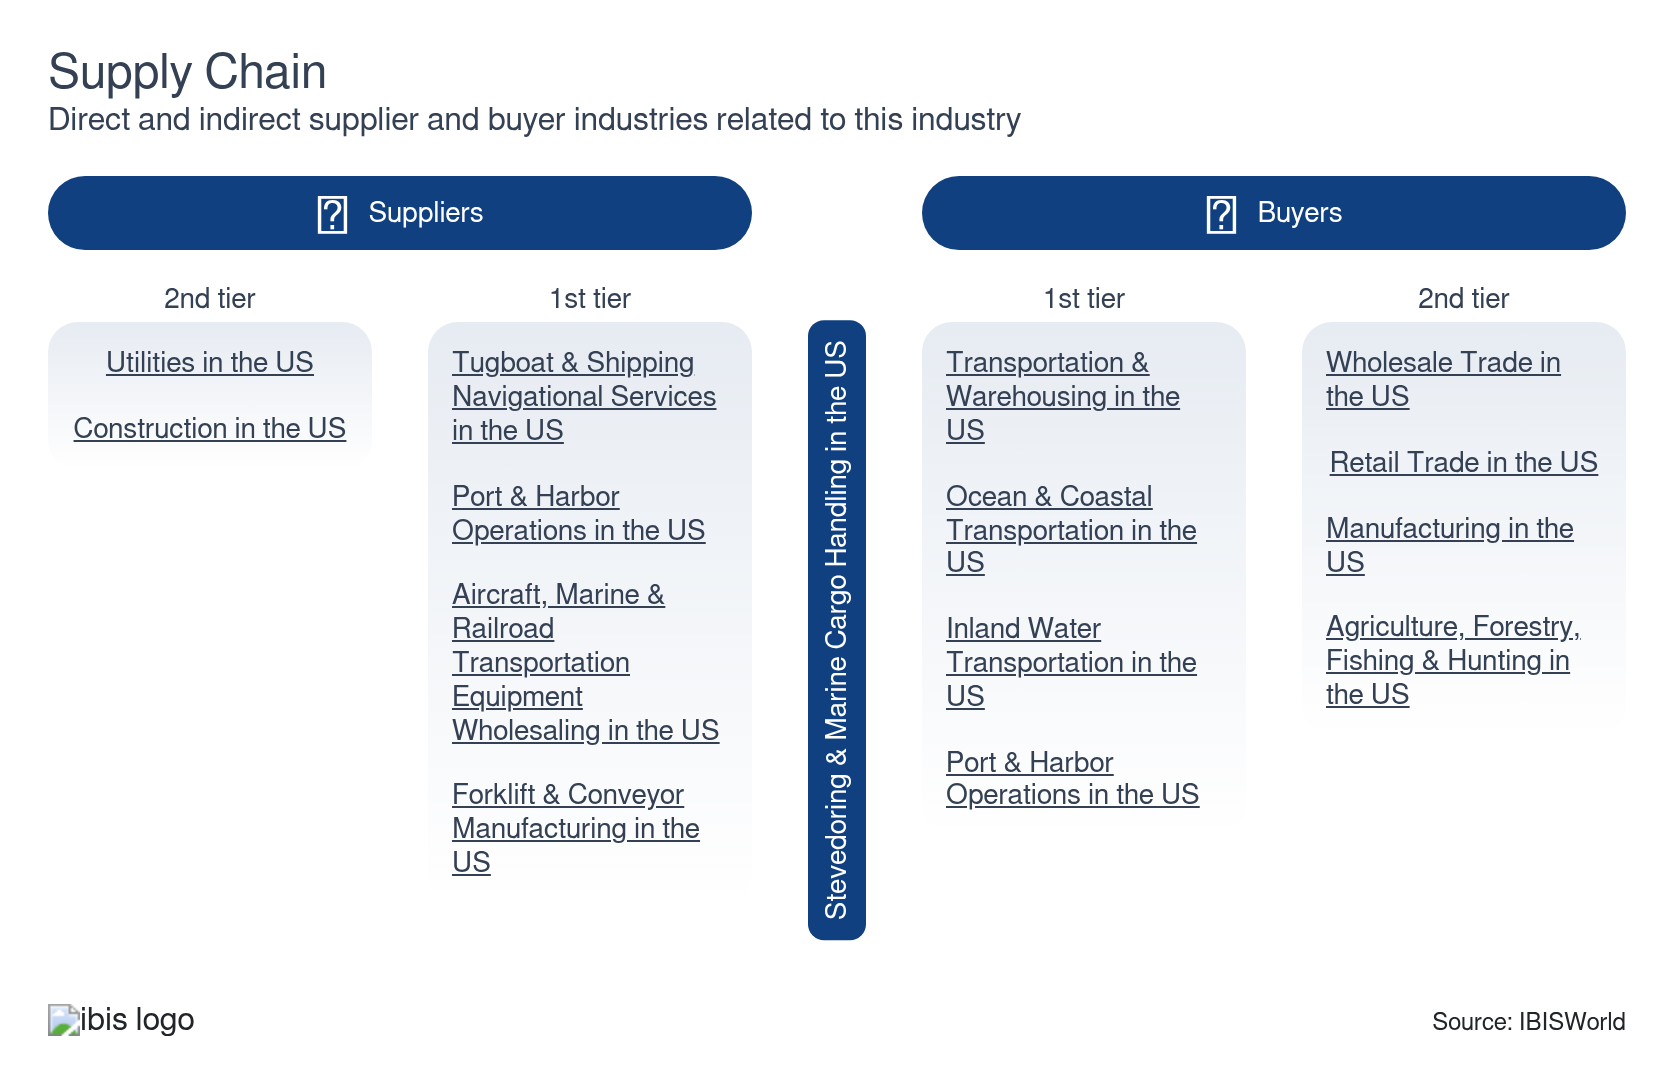 Supply Chain
Direct and indirect supplier and buyer industries related to this industry
Suppliers
2nd tier
Utilities in the US
Construction in the US
1st tier
Tugboat & Shipping
Navigational Services
in the US
Port & Harbor
Operations in the US
Aircraft, Marine &
Railroad
Transportation
Equipment
Wholesaling in the US
Forklift & Conveyor
Manufacturing in the
US
Stevedoring & Marine Cargo Handling in the US
Buyers
1st tier
Transportation &
Warehousing in the
US
Ocean & Coastal
Transportation in the
US
Inland Water
Transportation in the
US
Port & Harbor
Operations in the US
2nd tier
Wholesale Trade in
the US
Retail Trade in the US
Manufacturing in the
US
Agriculture, Forestry,
Fishing & Hunting in
the US
ibis logo
Source: IBISWorld